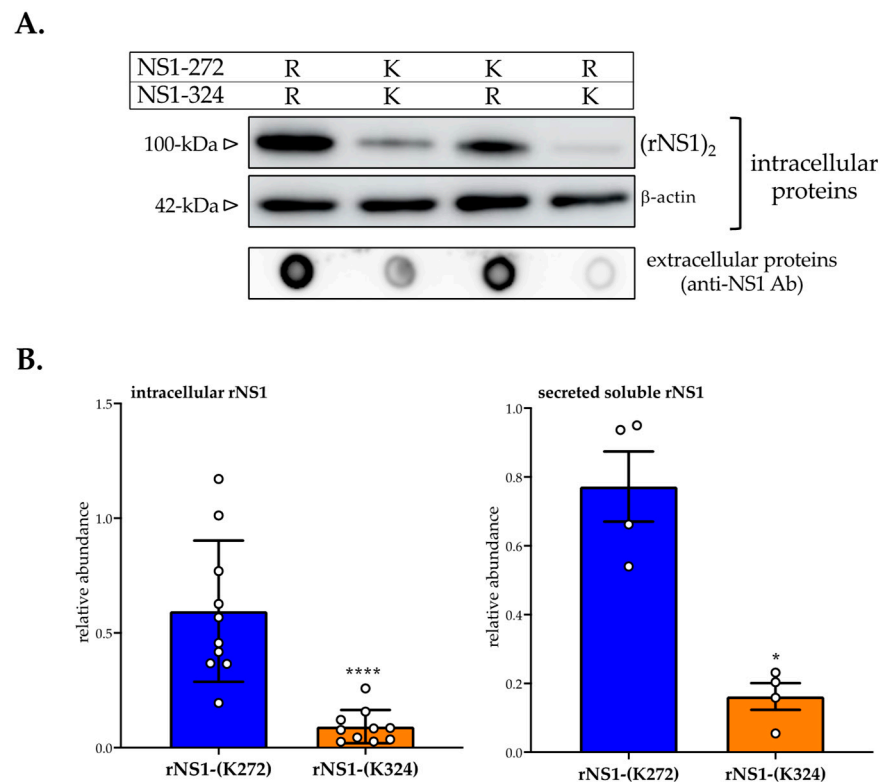 A.
NS1-272 R K K R
NS1-324 R K R K
100-kDa ▷ (rNS1)2
42-kDa ▷ β-actin
intracellular
proteins
extracellular proteins
(anti-NS1 Ab)
B.
intracellular rNS1
relative abundance
1.5
1.0
0.5
0.0
****
rNS1-(K272) rNS1-(K324)
secreted soluble rNS1
relative abundance
1.0
0.8
0.6
0.4
0.2
0.0
*
rNS1-(K272) rNS1-(K324)